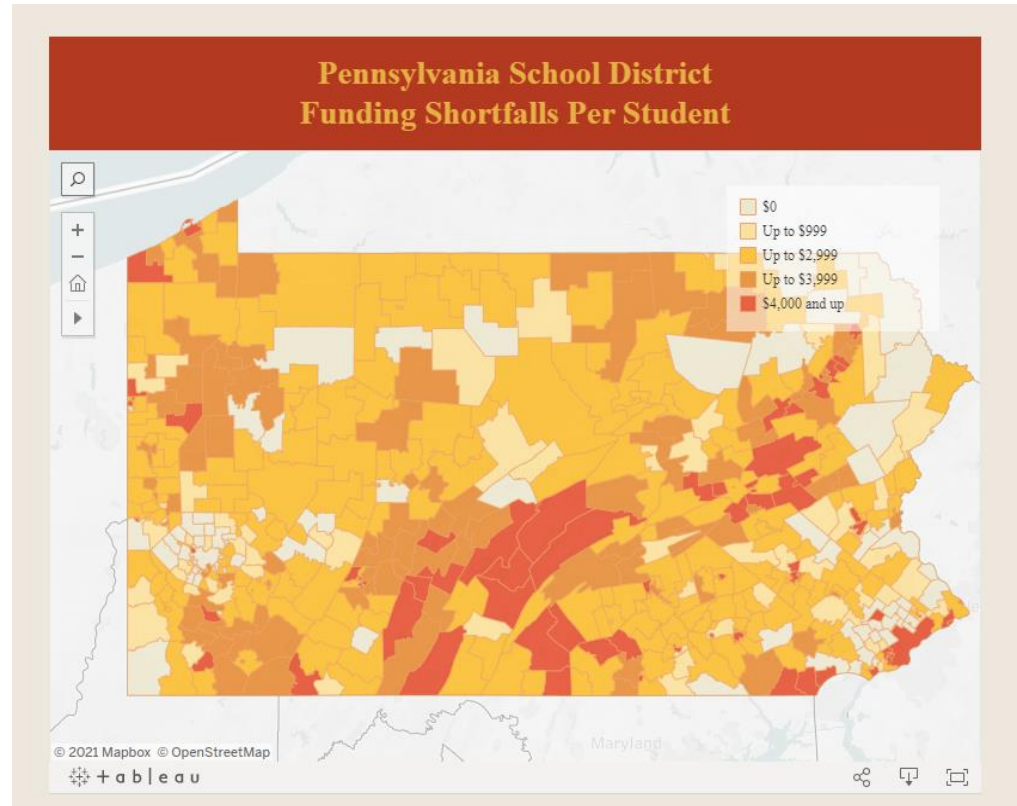 Pennsylvania School District
Funding Shortfalls Per Student
$0
Up to $999
Up to $2,999
Up to $3,999
$4,000 and up
Maryland
© 2021 Mapbox © OpenStreetMap
+ableau